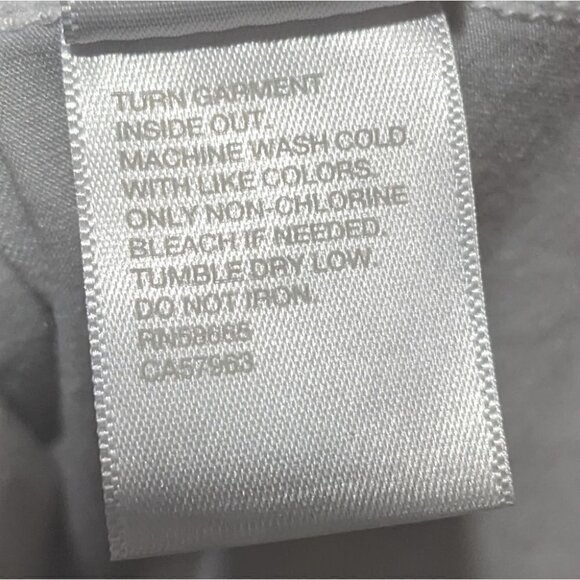 TURN GARMENT
INSIDE OUT.
MACHINE WASH COLD.
WITH LIKE COLORS.
ONLY NON-CHLORINE
BLEACH IF NEEDED.
TUMBLE DRY LOW.
DO NOT IRON.
RN58665
CA57963